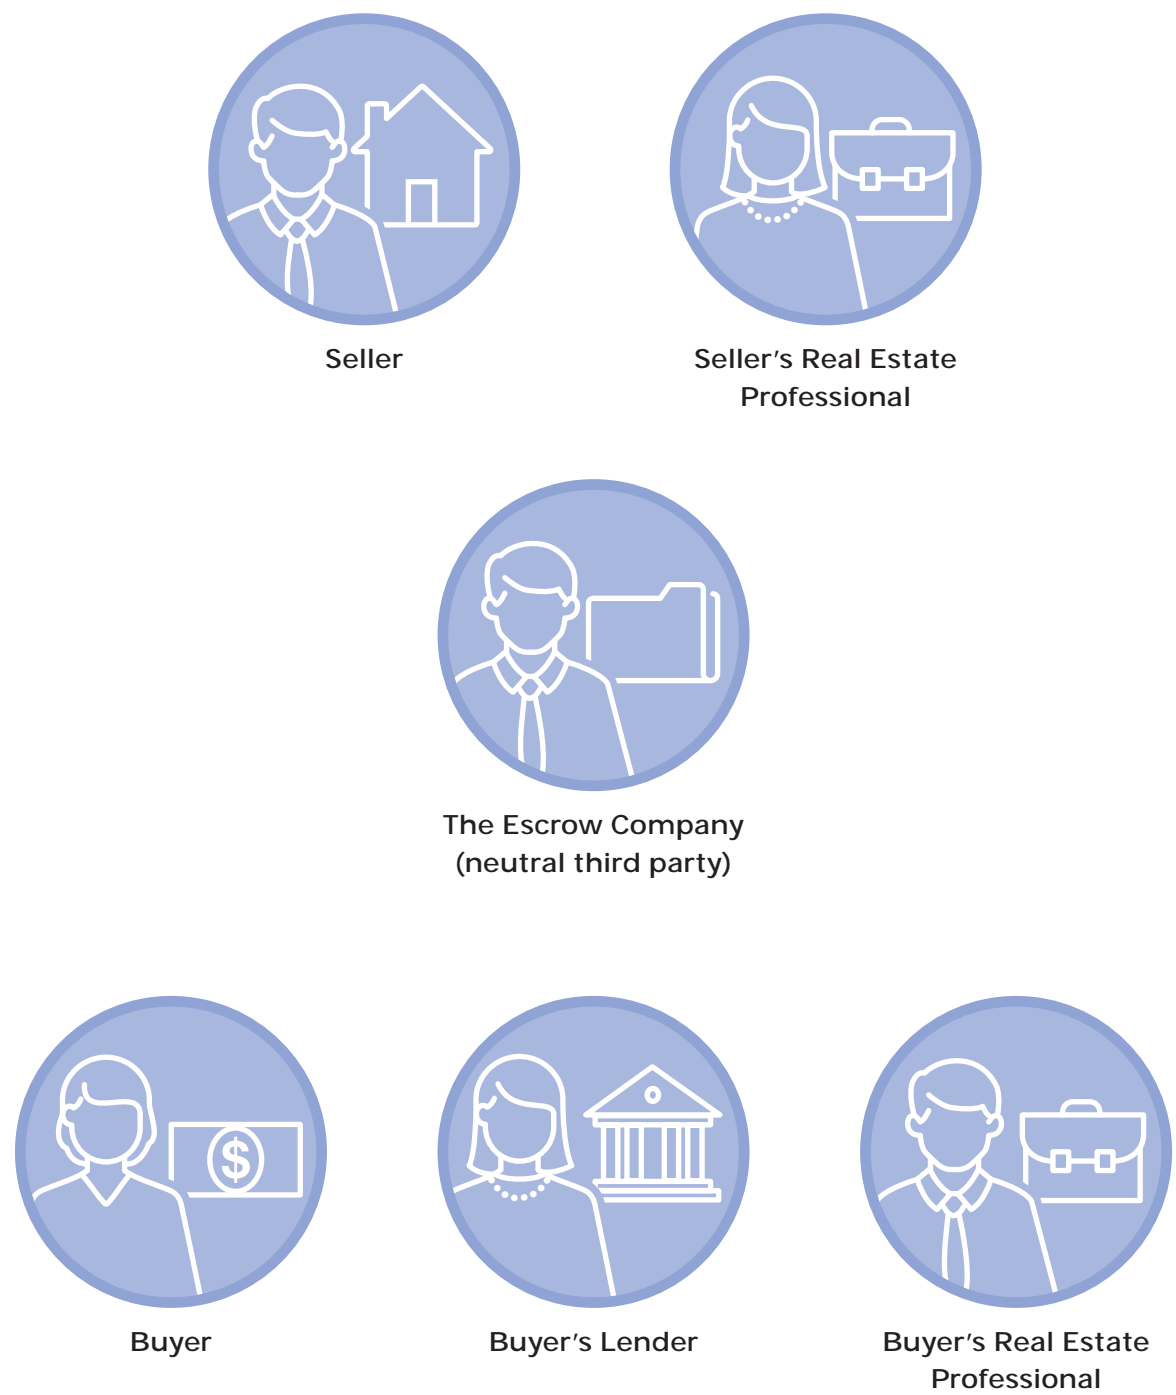 Seller
Seller's Real Estate
Professional
The Escrow Company
(neutral third party)
$
Buyer
Buyer's Lender
Buyer's Real Estate
Professional